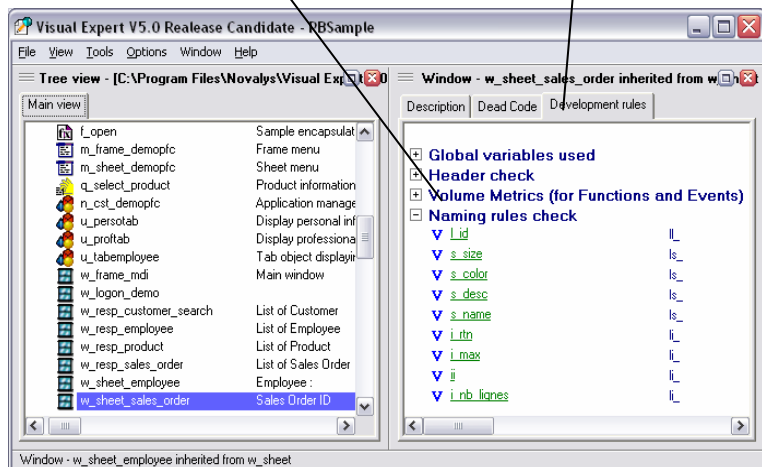 Visual Expert V5.0 Realease Candidate - PBSample
File View Tools Options Window Help
Tree view - [C:\Program Files\Novalys\Visual Exp
Main view
f_open Sample encapsulat
m_frame_demopfc Frame menu
m_sheet_demopfc Sheet menu
q_select_product Product information
n_cst_demopfc Application manage
u_persotab Display personal inf
u_proftab Display professiona
u_tabemployee Tab object displayin
w_frame_mdi Main window
w_logon_demo
w_resp_customer_search List of Customer
w_resp_employee List of Employee
w_resp_product List of Product
w_resp_sales_order List of Sales Order
w_sheet_employee Employee :
w_sheet_sales_order Sales Order ID
Window - w_sheet_sales_order inherited from w
Description Dead Code Development rules
Global variables used
Header check
Volume Metrics (for Functions and Events)
Naming rules check
V l_id ll_
V s_size ls_
V s_color ls_
V s_desc ls_
V s_name ls_
V i_rtn li_
V i_max li_
V ii li_
V i_nb_lignes li_
Window - w_sheet_employee inherited from w_sheet